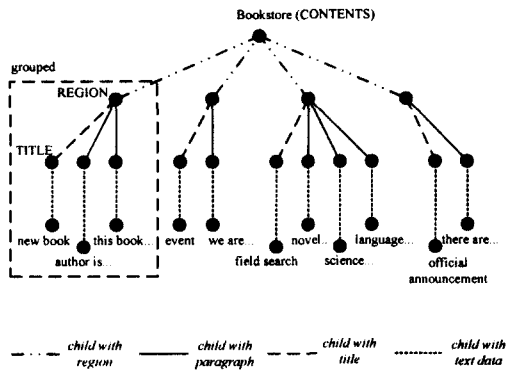 Bookstore (CONTENTS)
grouped
REGION
TITLE
new book
this book...
event
we are...
novel...
language...
there are...
author is...
field search
science...
official
announcement
child with
region
child with
paragraph
child with
title
child with
text data